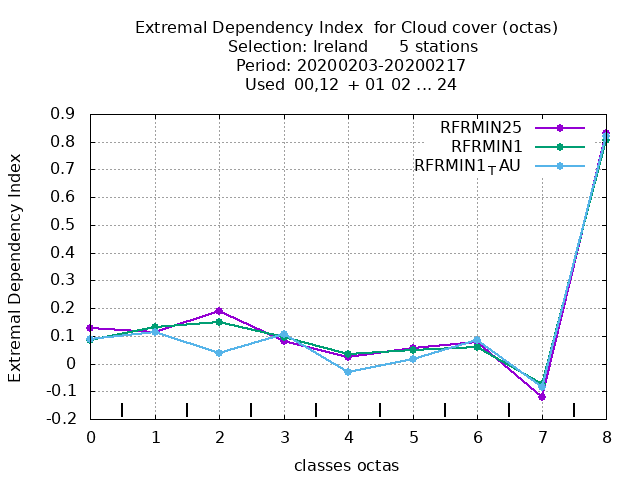 Extremal Dependency Index  for Cloud cover (octas)
Selection: Ireland      5 stations
Period: 20200203-20200217
Used  00,12  + 01 02 ... 24
RFRMIN25
RFRMIN1
RFRMIN1TAU
Extremal Dependency Index
0.9
0.8
0.7
0.6
0.5
0.4
0.3
0.2
0.1
0
-0.1
-0.2
0 1 2 3 4 5 6 7 8
classes octas